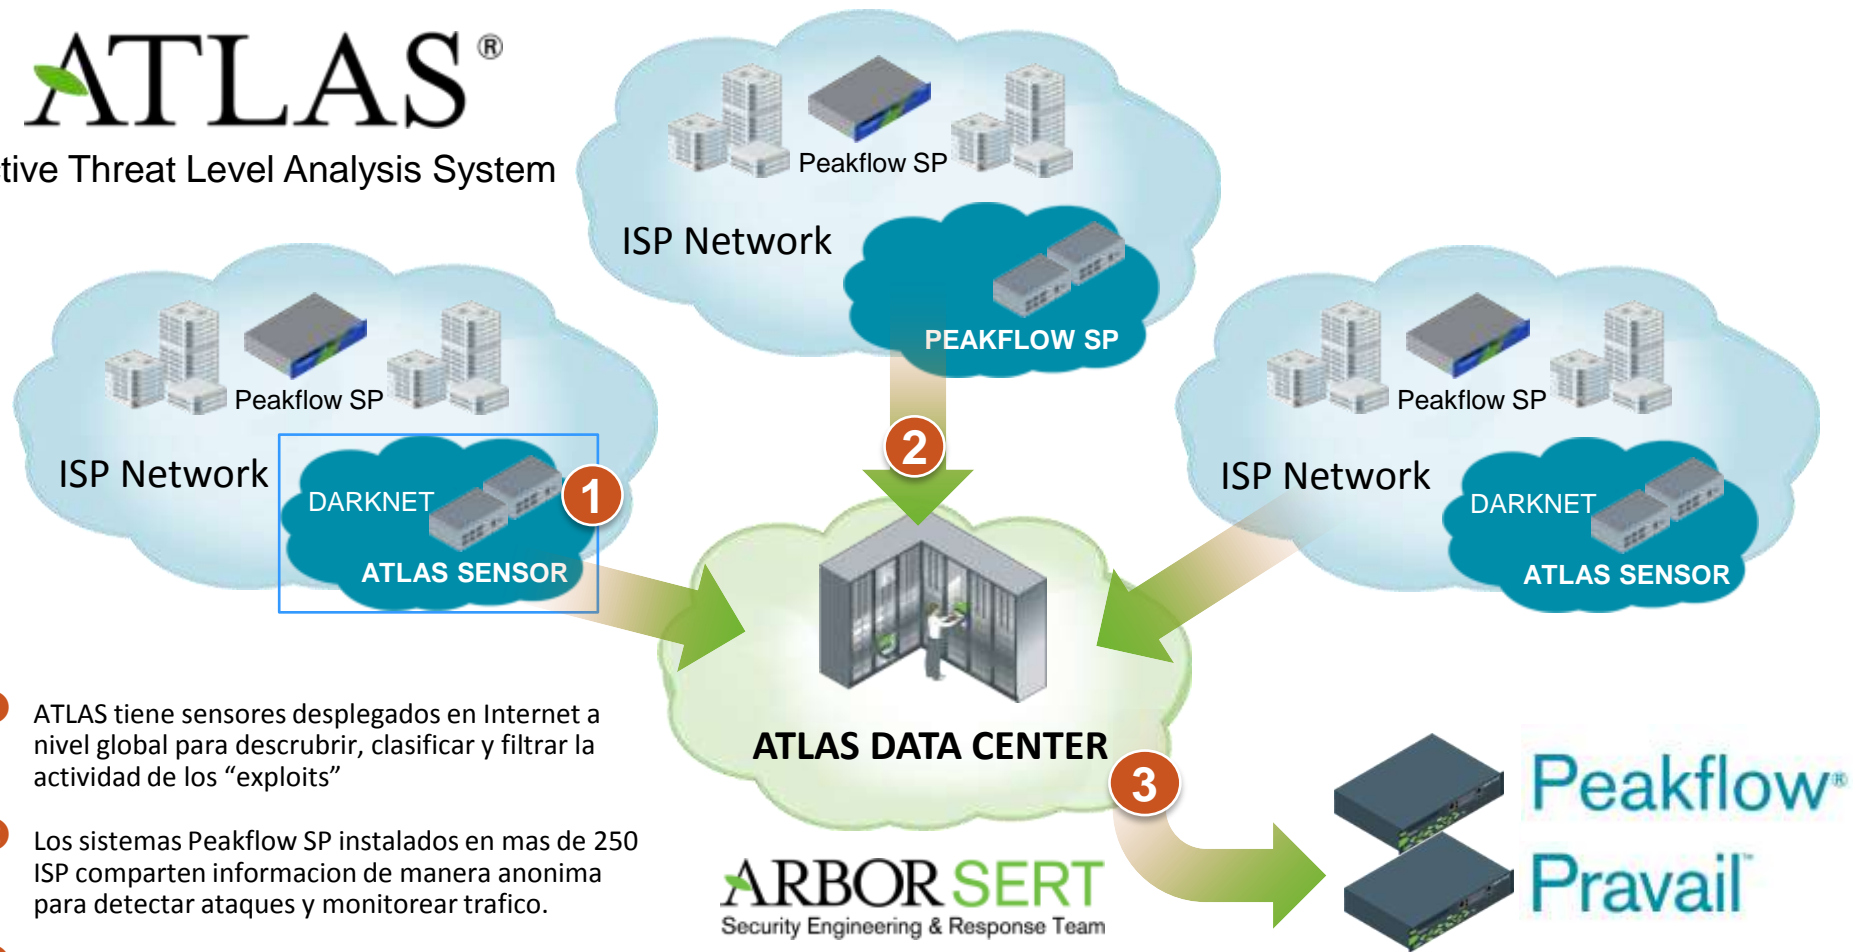 ATLAS®
tive Threat Level Analysis System
Peakflow SP
ISP Network
PEAKFLOW SP
Peakflow SP
ISP Network
DARKNET
ATLAS SENSOR
1
2
Peakflow SP
ISP Network
DARKNET
ATLAS SENSOR
ATLAS DATA CENTER
3
ATLAS tiene sensores desplegados en Internet a
nivel global para descrubrir, clasificar y filtrar la
actividad de los “exploits”
Los sistemas Peakflow SP instalados en mas de 250
ISP comparten informacion de manera anonima
para detectar ataques y monitorear trafico.
ARBOR SERT
Security Engineering & Response Team
Peakflow®
Pravail™